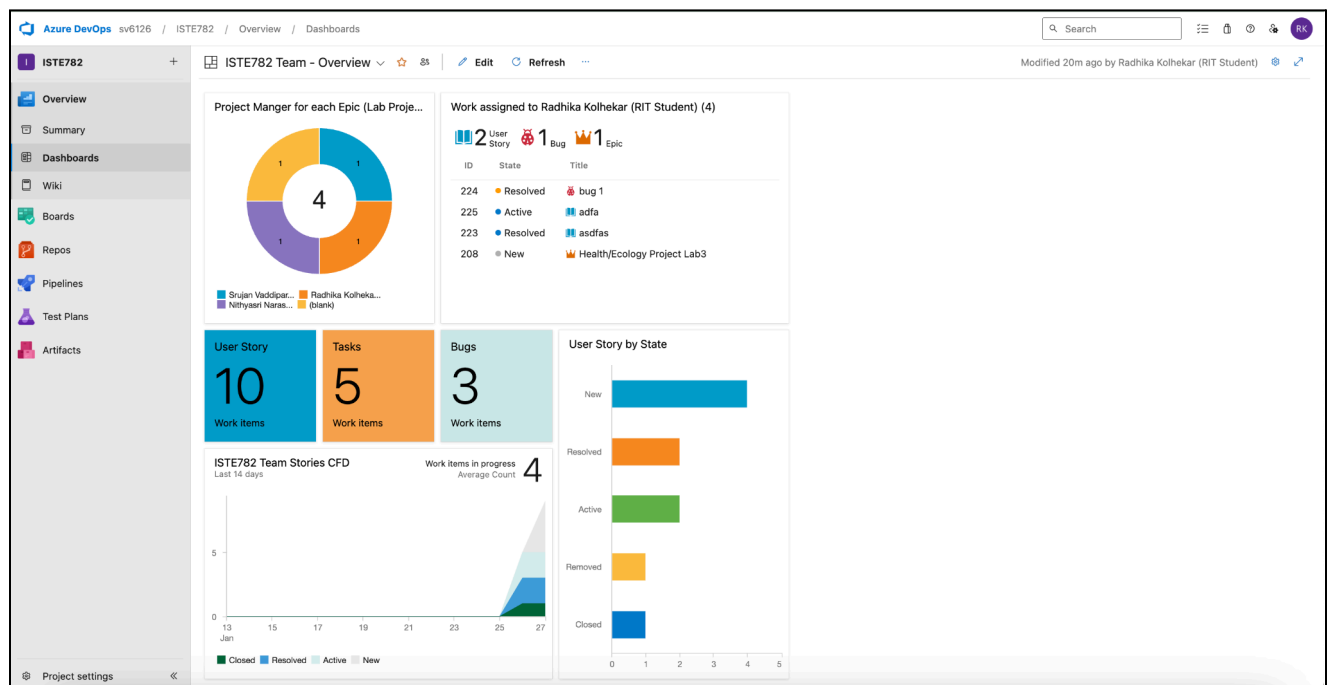 Azure DevOps sv6126 / ISTE782 / Overview / Dashboards
Search
RK
I ISTE782 +
ISTE782 Team - Overview
Edit
Refresh
...
Modified 20m ago by Radhika Kolhekar (RIT Student)
Overview
Summary
Dashboards
Wiki
Boards
Repos
Pipelines
Test Plans
Artifacts
Project settings
Project Manger for each Epic (Lab Proje...
1
1
4
1
1
Srujan Vaddipar... Radhika Kolheka...
Nithyasri Naras... (blank)
Work assigned to Radhika Kolhekar (RIT Student) (4)
2 User Story 1 Bug 1 Epic
ID State Title
224 Resolved bug 1
225 Active adfa
223 Resolved asdfas
208 New Health/Ecology Project Lab3
User Story
10
Work items
Tasks
5
Work items
Bugs
3
Work items
User Story by State
New
Resolved
Active
Removed
Closed
0 1 2 3 4 5
ISTE782 Team Stories CFD
Last 14 days
Work items in progress
Average Count
4
5
0
13 15 17 19 21 23 25 27
Jan
Closed Resolved Active New